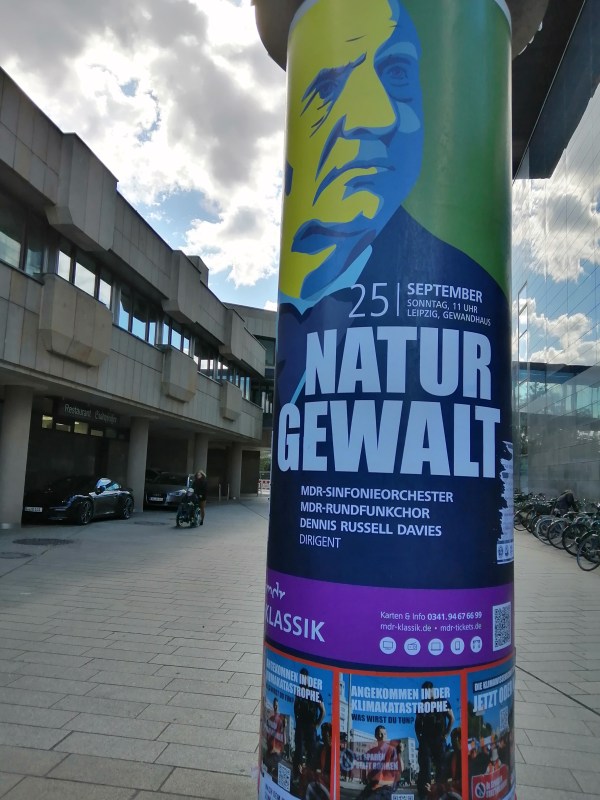 25
SEPTEMBER
SONNTAG, 11 UHR
LEIPZIG, GEWANDHAUS
NATUR
GEWALT
MDR-SINFONIEORCHESTER
MDR-RUNDFUNKCHOR
DENNIS RUSSELL DAVIES
DIRIGENT
mdr
KLASSIK
Karten & Info 0341.94 67 66 99
mdr-klassik.de • mdr-tickets.de
Restaurant
ANGEKOMMEN IN DER
KLIMAKATASTROPHE.
ANGEKOMMEN IN DER
KLIMAKATASTROPHE.
WAS WIRST DU TUN?
JETZT